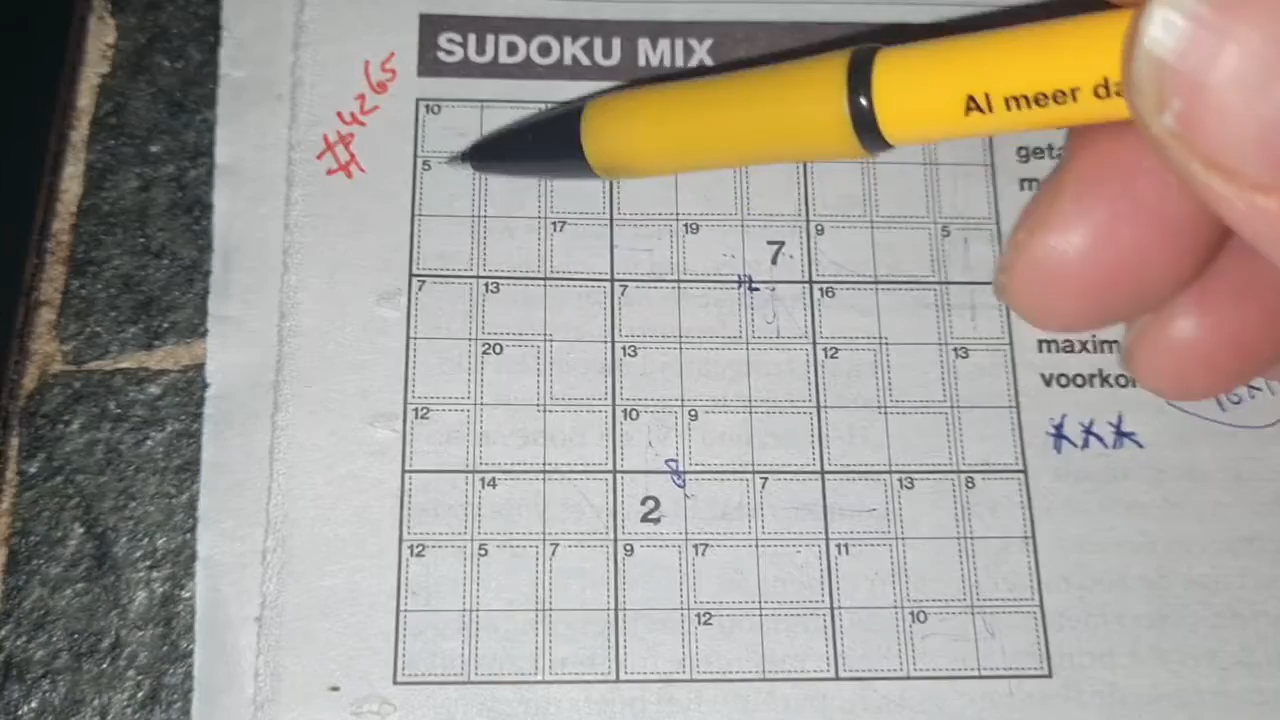 SUDOKU MIX
#4265
Al meer da
10
geta
m
5
17 19 7 9 5
7 13 7 16
maxim
20 13 12 13
voorko
12 10 9
***
8
14 2 7 13 8
12 5 7 9 17 11
12 10